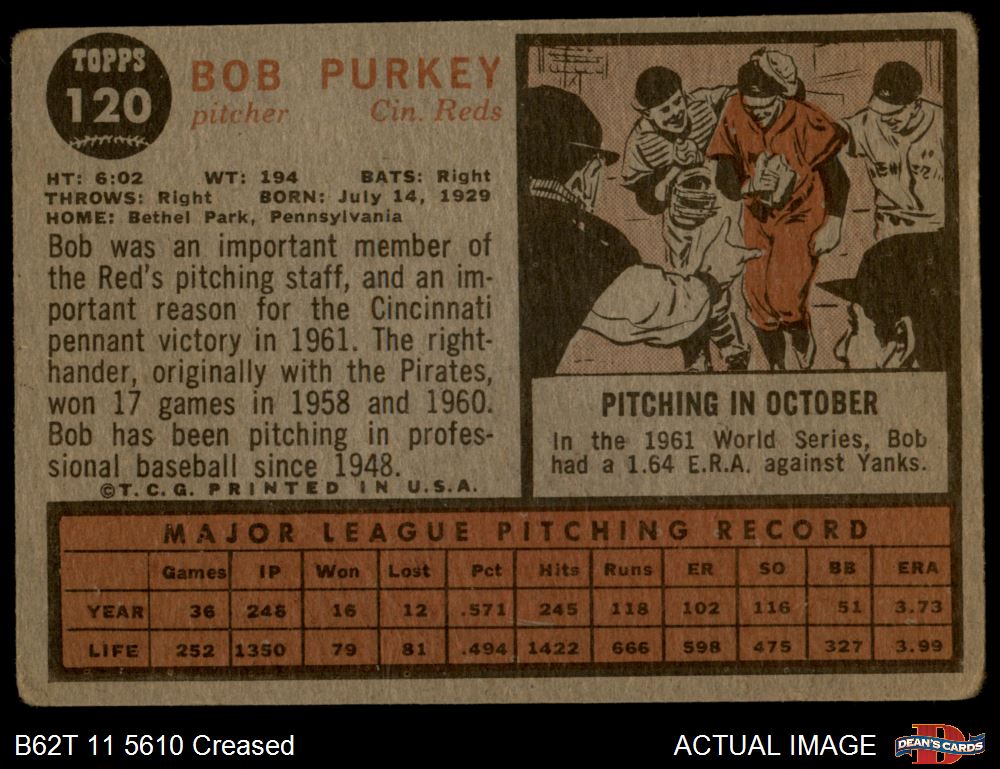 TOPPS
120
BOB PURKEY
pitcher Cin. Reds
HT: 6:02 WT: 194 BATS: Right
THROWS: Right BORN: July 14, 1929
HOME: Bethel Park, Pennsylvania
Bob was an important member of
the Red's pitching staff, and an im-
portant reason for the Cincinnati
pennant victory in 1961. The right-
hander, originally with the Pirates,
won 17 games in 1958 and 1960.
Bob has been pitching in profes-
sional baseball since 1948.
©T.C.G. PRINTED IN U.S.A.
PITCHING IN OCTOBER
In the 1961 World Series, Bob
had a 1.64 E.R.A. against Yanks.
MAJOR LEAGUE PITCHING RECORD
Games IP Won Lost Pct Hits Runs ER SO BB ERA
YEAR 36 246 16 12 .571 245 118 102 116 51 3.73
LIFE 252 1350 79 81 .494 1422 666 598 475 327 3.99
B62T 11 5610 Creased
ACTUAL IMAGE
D
DEAN'S CARDS